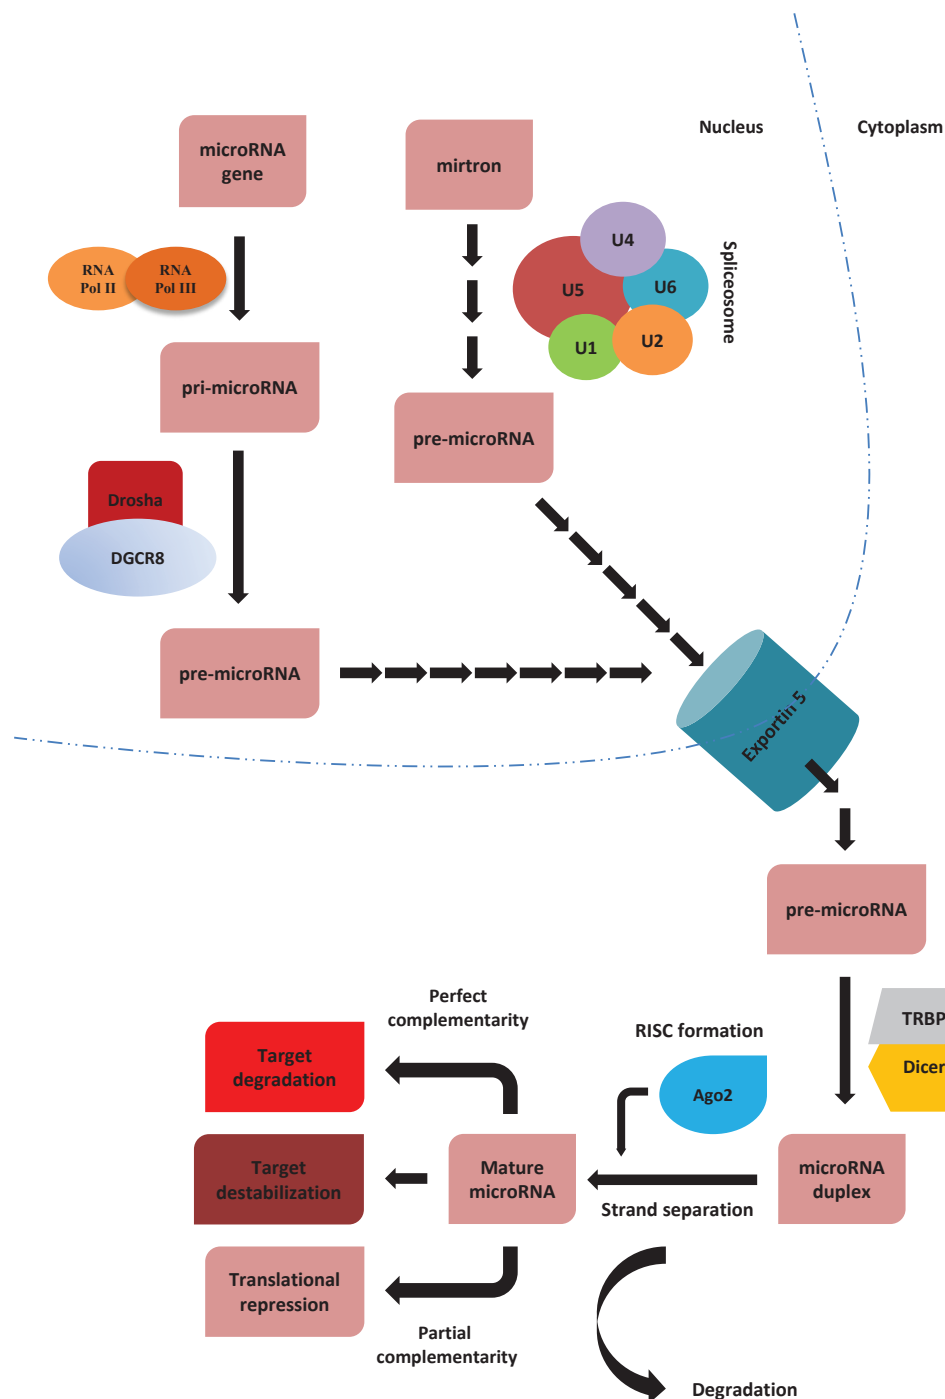 Nucleus
Cytoplasm
microRNA
gene
mirtron
RNA
Pol II
RNA
Pol III
U4
U5
U6
U1
U2
Spliceosome
pri-microRNA
pre-microRNA
Drosha
DGCR8
pre-microRNA
Exportin 5
pre-microRNA
TRBP
Dicer
Perfect
complementarity
RISC formation
Target
degradation
Ago2
Target
destabilization
Mature
microRNA
microRNA
duplex
Strand separation
Translational
repression
Partial
complementarity
Degradation